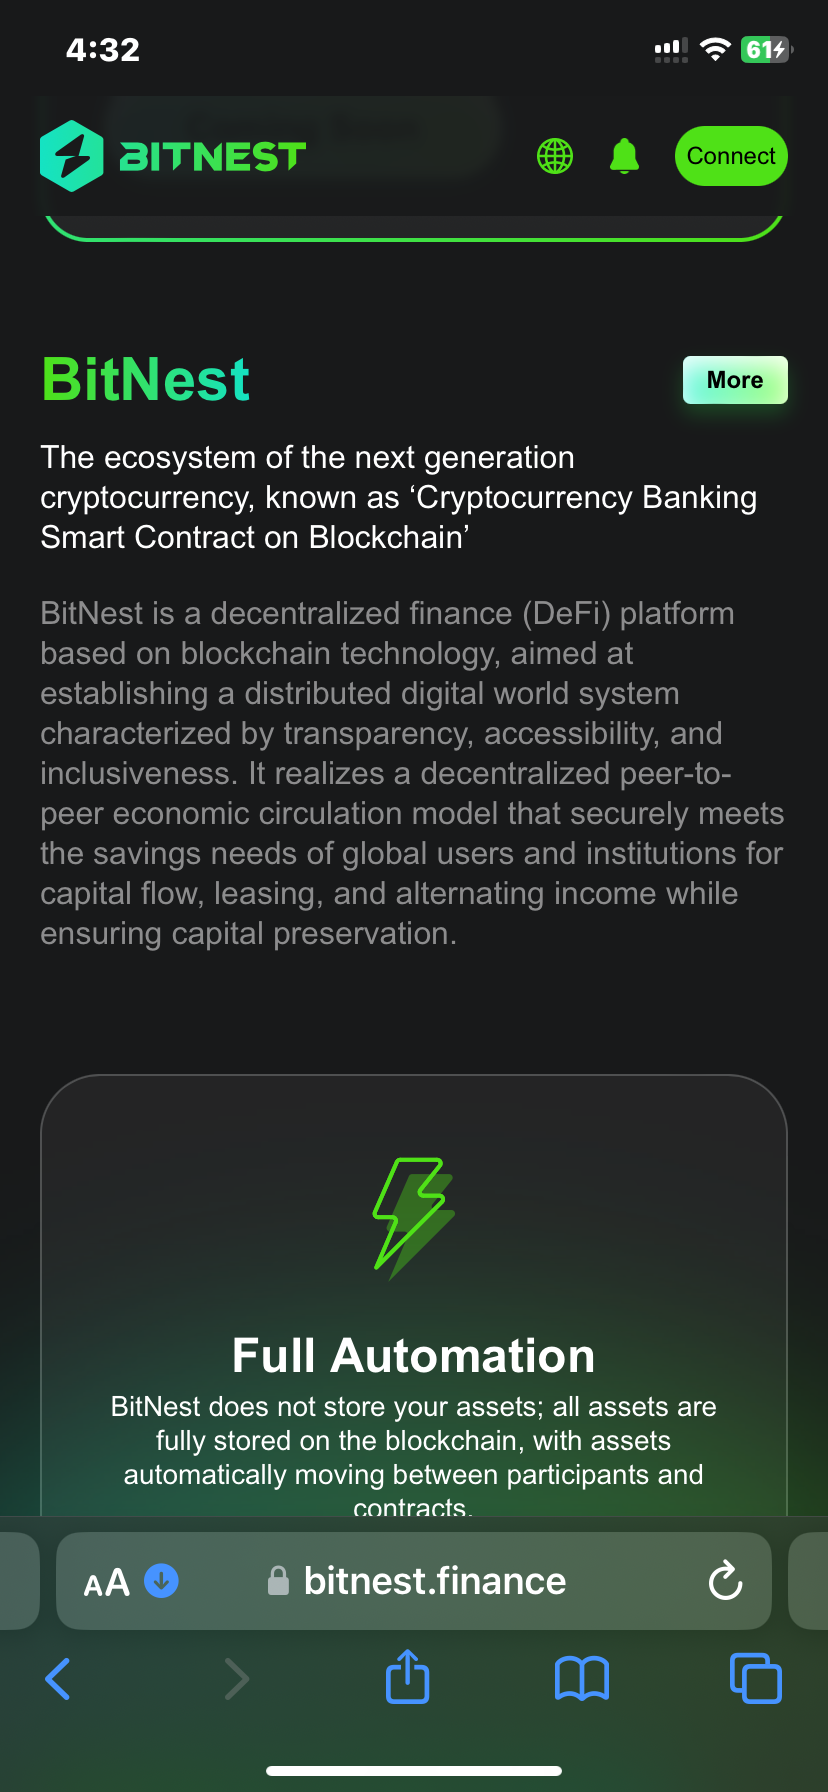 4:32
61
BITNEST
Connect
BitNest
More
The ecosystem of the next generation
cryptocurrency, known as ‘Cryptocurrency Banking
Smart Contract on Blockchain’
BitNest is a decentralized finance (DeFi) platform
based on blockchain technology, aimed at
establishing a distributed digital world system
characterized by transparency, accessibility, and
inclusiveness. It realizes a decentralized peer-to-
peer economic circulation model that securely meets
the savings needs of global users and institutions for
capital flow, leasing, and alternating income while
ensuring capital preservation.
Full Automation
BitNest does not store your assets; all assets are
fully stored on the blockchain, with assets
automatically moving between participants and
contracts.
AA
bitnest.finance